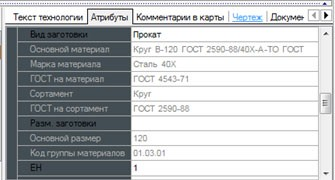 Текст технологии Атрибуты Комментарии в карты Чертеж Докумен
Вид заготовки Прокат
Основной материал Круг В-120 ГОСТ 2590-88/40Х-А-ТО ГОСТ
Марка материала Сталь 40Х
ГОСТ на материал ГОСТ 4543-71
Сортамент Круг
ГОСТ на сортамент ГОСТ 2590-88
Разм. заготовки
Основной размер 120
Код группы материалов 01.03.01
ЕН 1